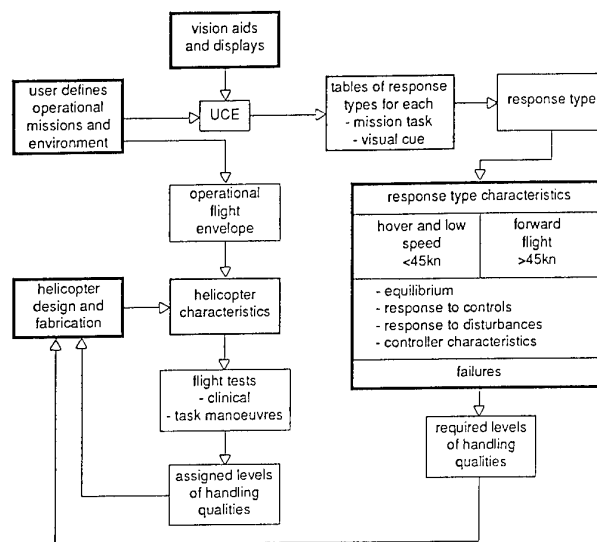 vision aids
and displays
user defines
operational
missions and
environment
UCE
tables of response
types for each
- mission task
- visual cue
response type
operational
flight
envelope
response type characteristics
hover and low
speed
<45kn
forward
flight
>45kn
- equilibrium
- response to controls
- response to disturbances
- controller characteristics
failures
helicopter
design and
fabrication
helicopter
characteristics
flight tests
- clinical
- task manoeuvres
assigned levels
of handling
qualities
required levels
of handling
qualities